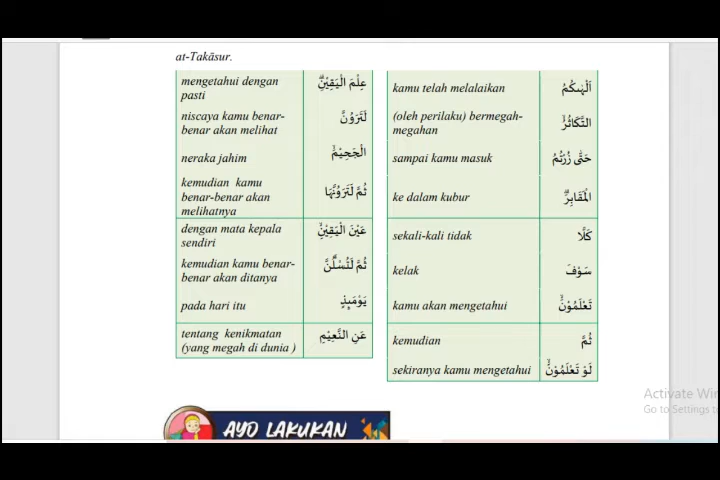 at-Takāsur.
اَلْهٰىكُمُ
kamu telah melalaikan
التَّكَاثُرُۙ
(oleh perilaku) bermegah-
megahan
حَتّٰى زُرْتُمُ
sampai kamu masuk
الْمَقَابِرَۗ
ke dalam kubur
كَلَّا
sekali-kali tidak
سَوْفَ
kelak
تَعْلَمُوْنَۙ
kamu akan mengetahui
ثُمَّ
kemudian
لَوْ تَعْلَمُوْنَۙ
sekiranya kamu mengetahui
عِلْمَ الْيَقِيْنِۗ
mengetahui dengan
pasti
لَتَرَوُنَّ
niscaya kamu benar-
benar akan melihat
الْجَحِيْمَۙ
neraka jahim
ثُمَّ لَتَرَوُنَّهَا
kemudian kamu
benar-benar akan
melihatnya
عَيْنَ الْيَقِيْنِۙ
dengan mata kepala
sendiri
ثُمَّ لَتُسْـَٔلُنَّ
kemudian kamu benar-
benar akan ditanya
يَوْمَىِٕذٍ
pada hari itu
عَنِ النَّعِيْمِ
tentang kenikmatan
(yang megah di dunia )
AYO LAKUKAN
Activate Win
Go to Settings t